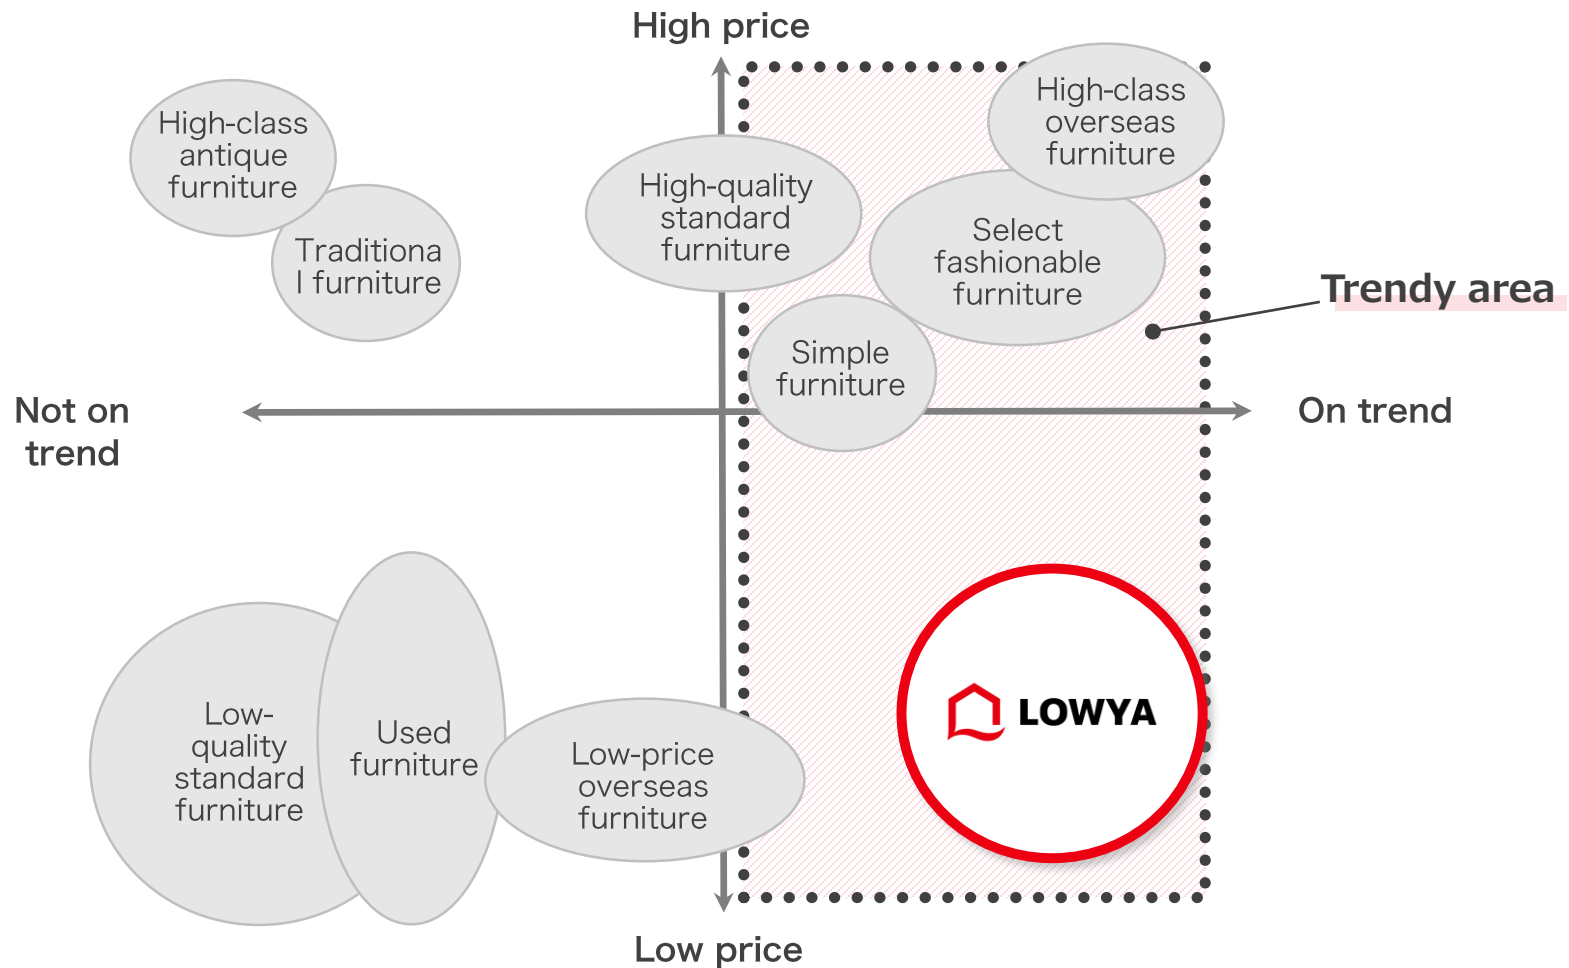 High price
High-class
antique
furniture
Traditiona
l furniture
High-quality
standard
furniture
High-class
overseas
furniture
Select
fashionable
furniture
Simple
furniture
Trendy area
Not on
trend
On trend
Low-
quality
standard
furniture
Used
furniture
Low-price
overseas
furniture
LOWYA
Low price